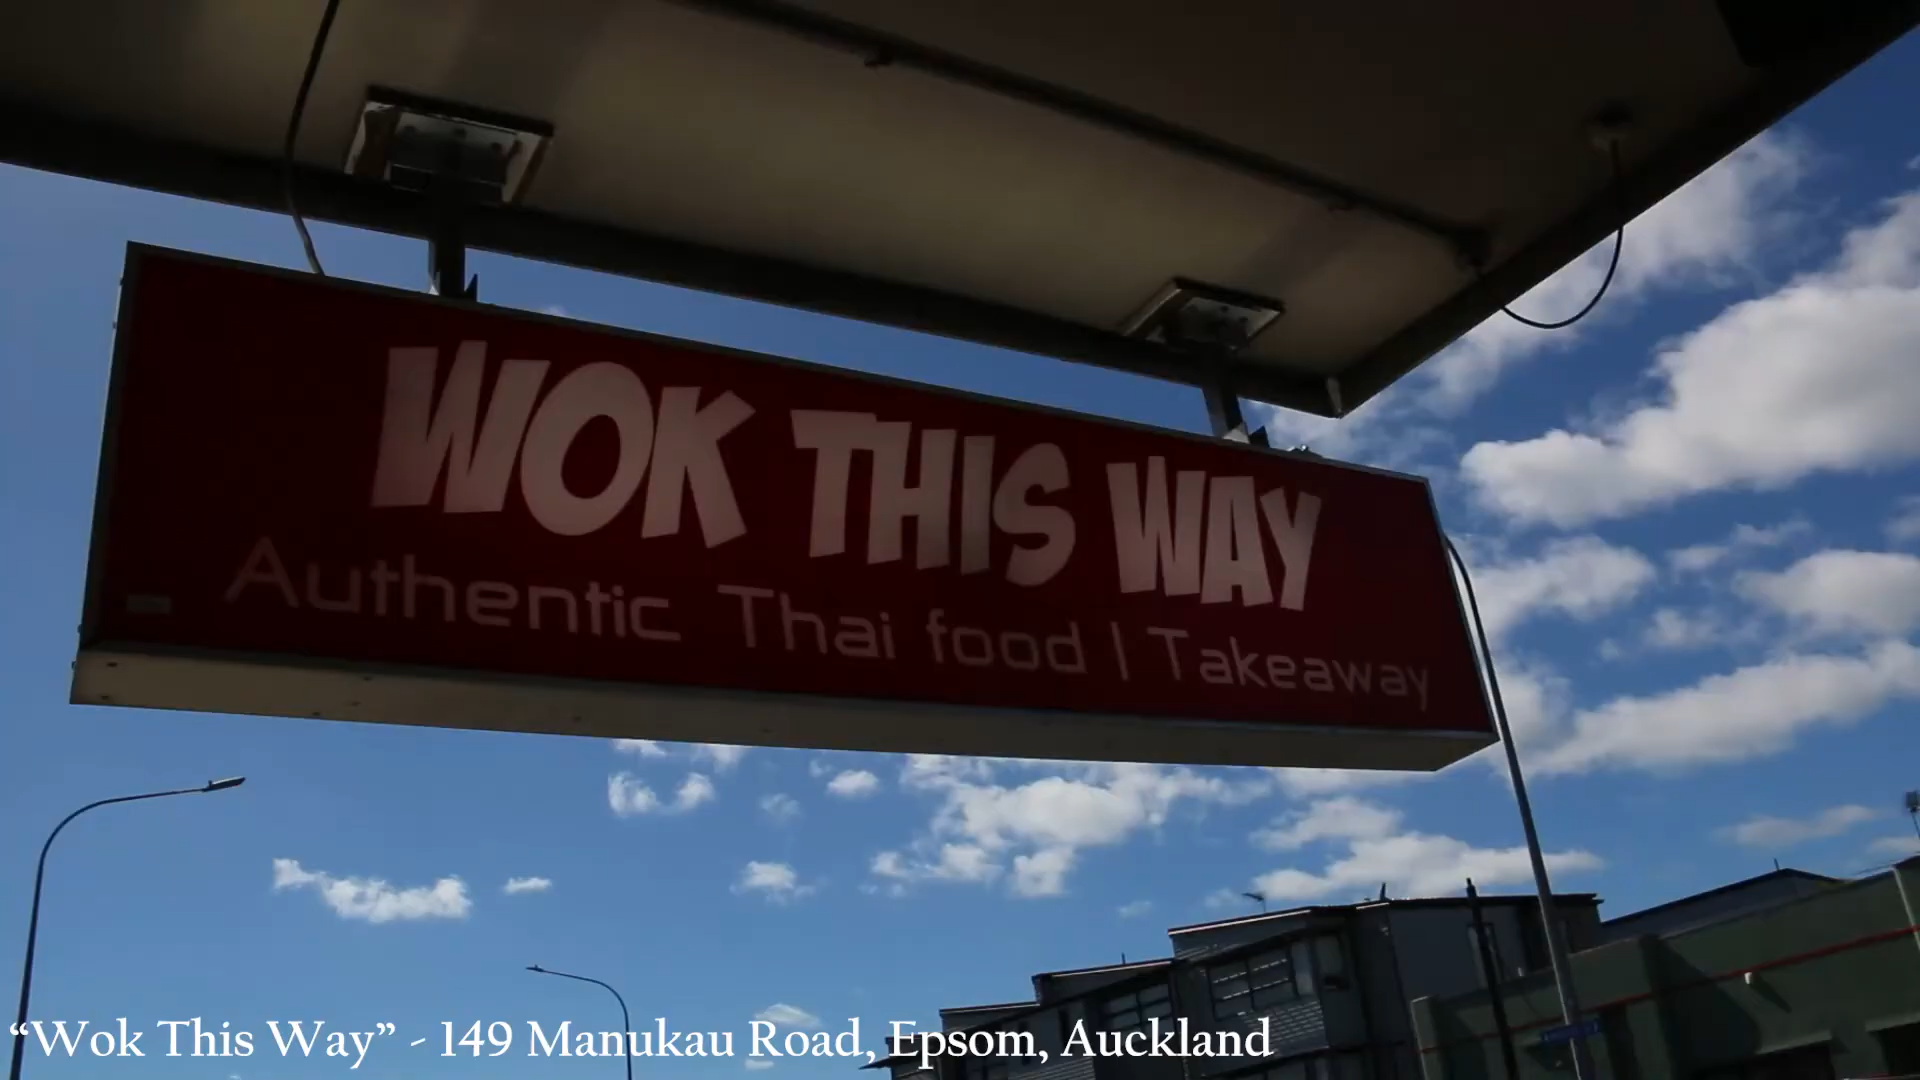 WOK THIS WAY
Authentic Thai food | Takeaway
“Wok This Way” - 149 Manukau Road, Epsom, Auckland